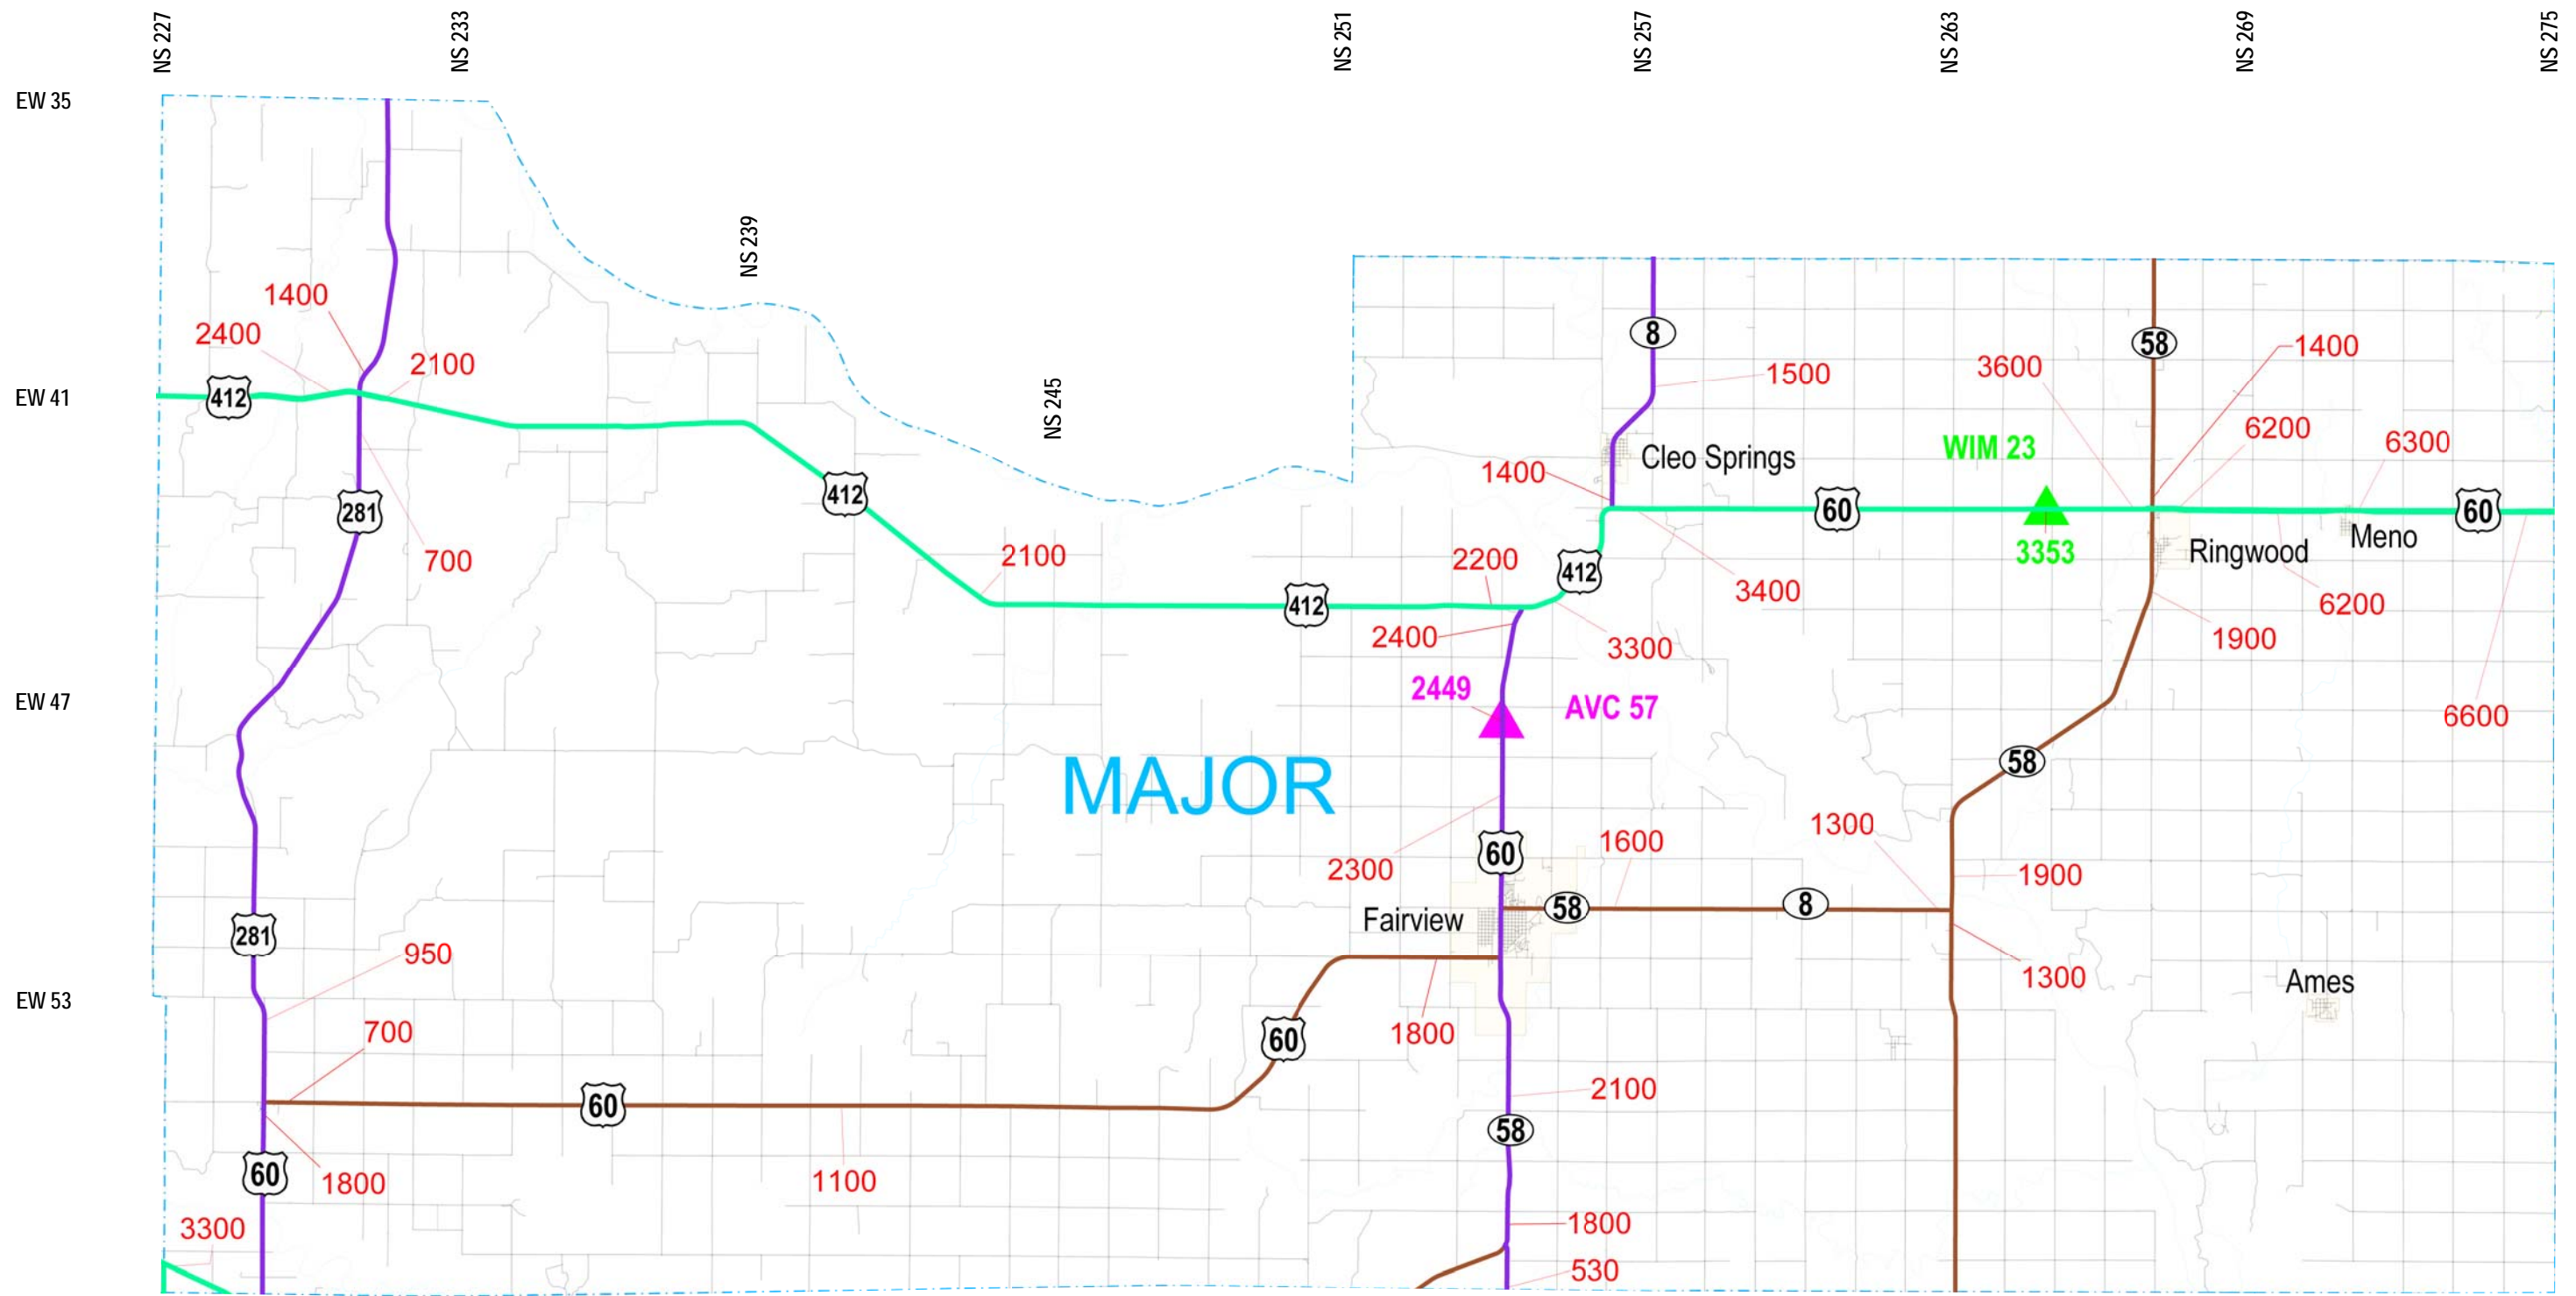 NS 227
NS 233
NS 251
NS 257
NS 263
NS 269
NS 275
EW 35
NS 239
1400
2400
2100
8
58
1400
3600
1500
NS 245
EW 41
412
6200
6300
Cleo Springs
WIM 23
1400
412
281
60
60
Meno
Ringwood
3353
700
2100
2200
412
3400
412
6200
2400
3300
1900
2449
AVC 57
EW 47
6600
58
MAJOR
1300
1600
60
2300
1900
58
8
Fairview
281
950
1300
Ames
EW 53
700
60
1800
2100
60
58
60
1800
1100
3300
1800
530